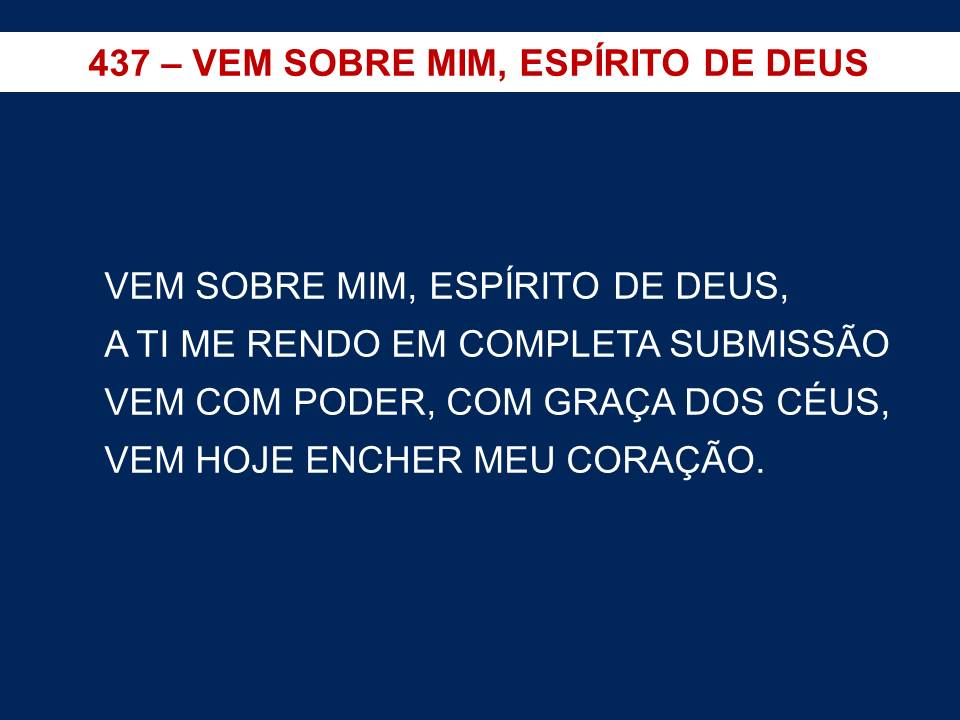 437 – VEM SOBRE MIM, ESPÍRITO DE DEUS
VEM SOBRE MIM, ESPÍRITO DE DEUS,
A TI ME RENDO EM COMPLETA SUBMISSÃO
VEM COM PODER, COM GRAÇA DOS CÉUS,
VEM HOJE ENCHER MEU CORAÇÃO.